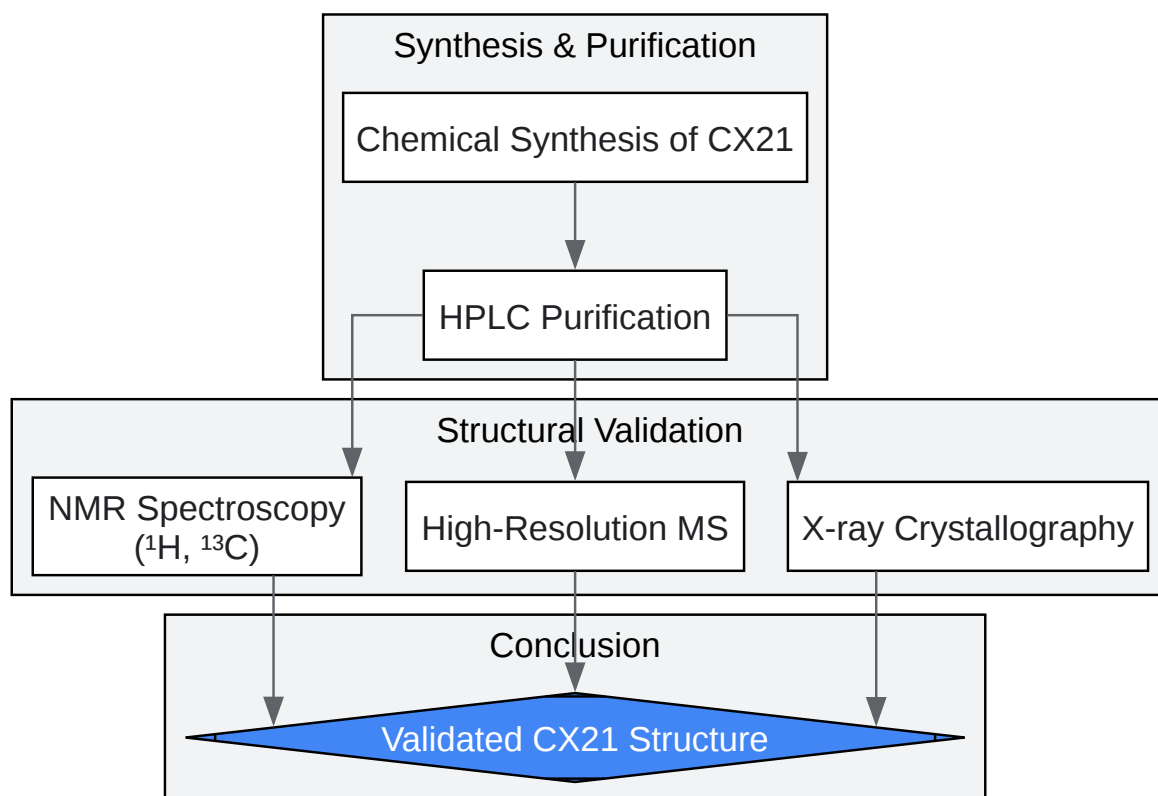 Synthesis & Purification
Chemical Synthesis of CX21
HPLC Purification
Structural Validation
NMR Spectroscopy
(¹H, ¹³C)
High-Resolution MS
X-ray Crystallography
Conclusion
Validated CX21 Structure